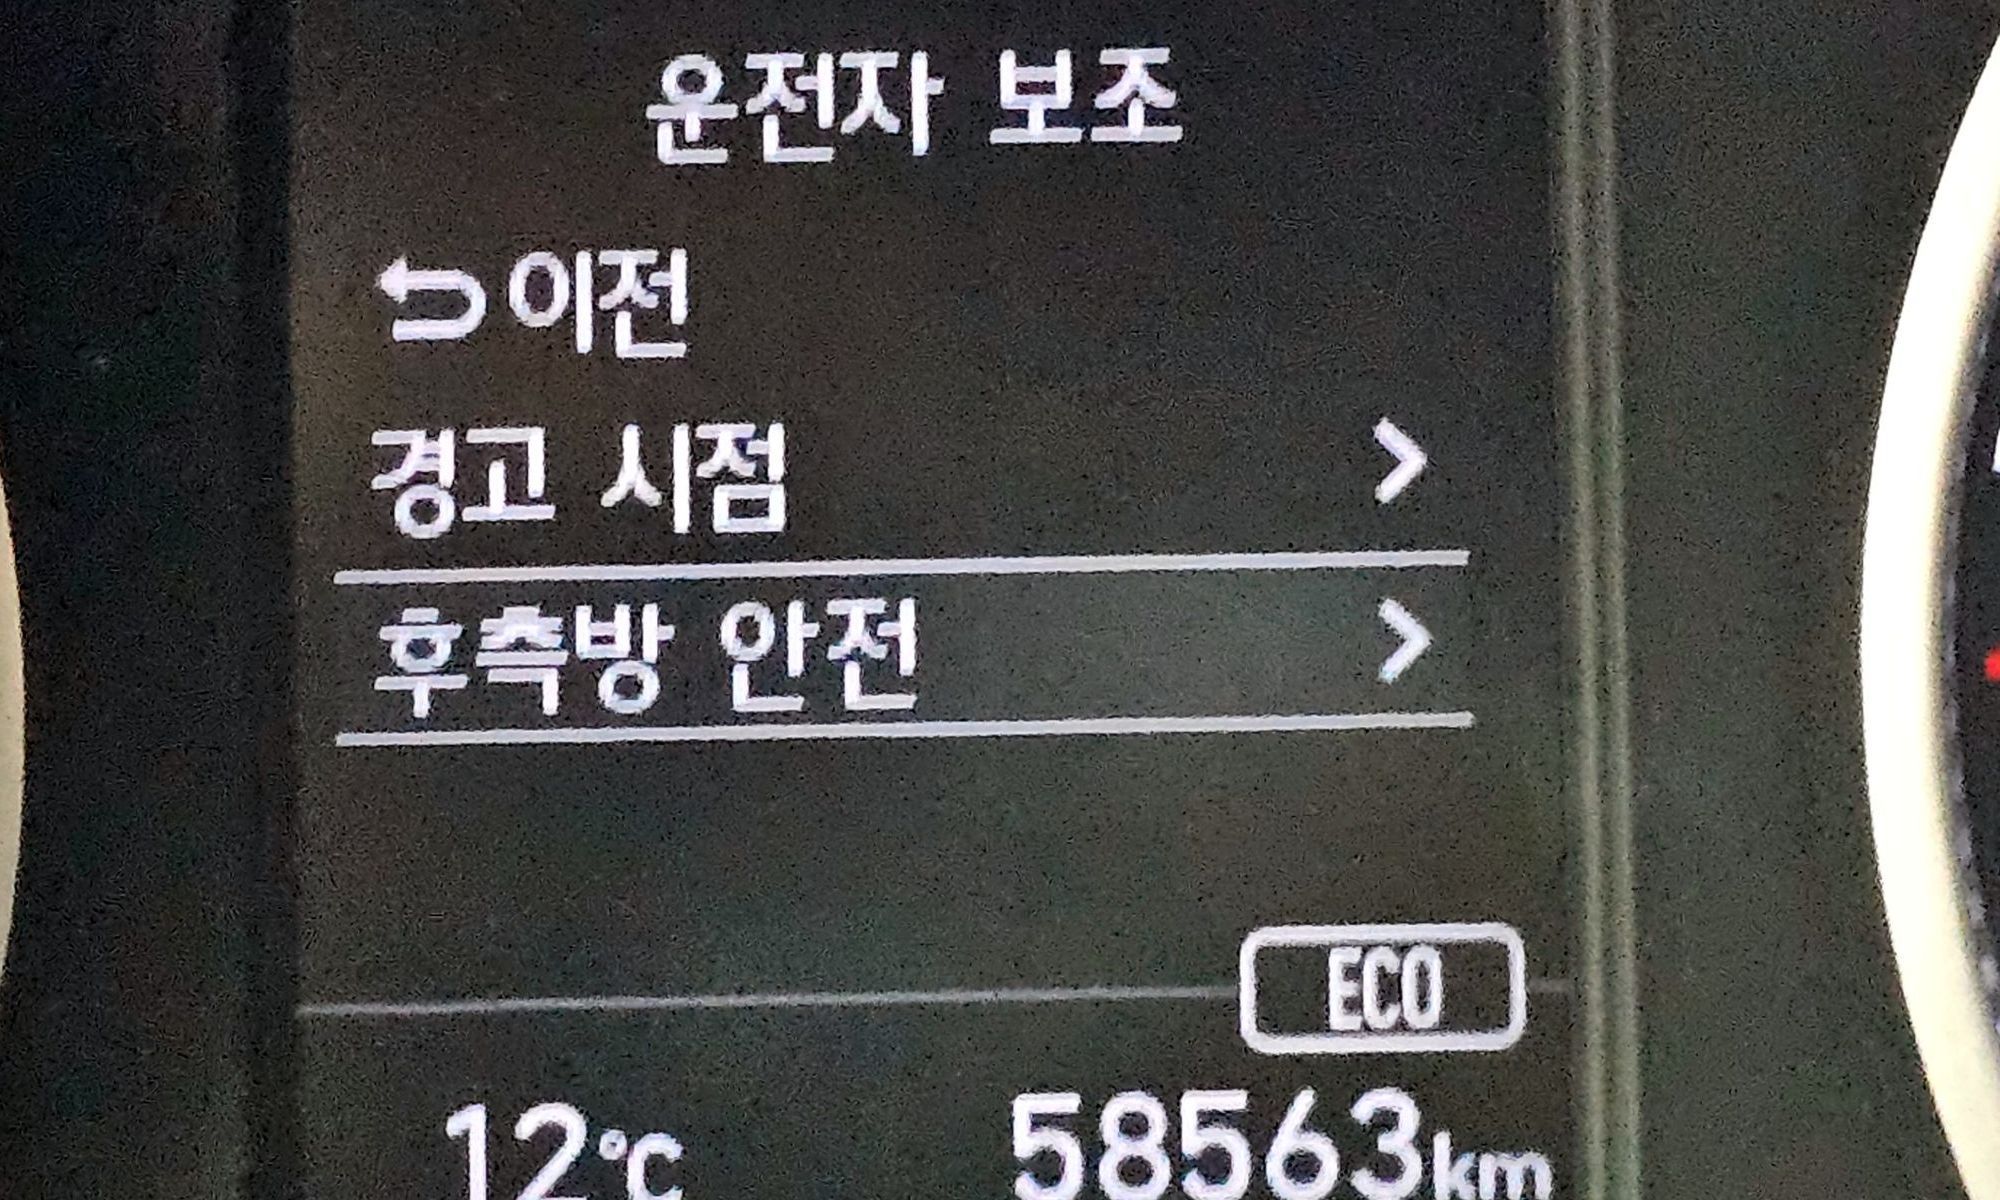 운전자 보조
이전
경고 시점
후측방 안전
ECO
12℃ 58563km